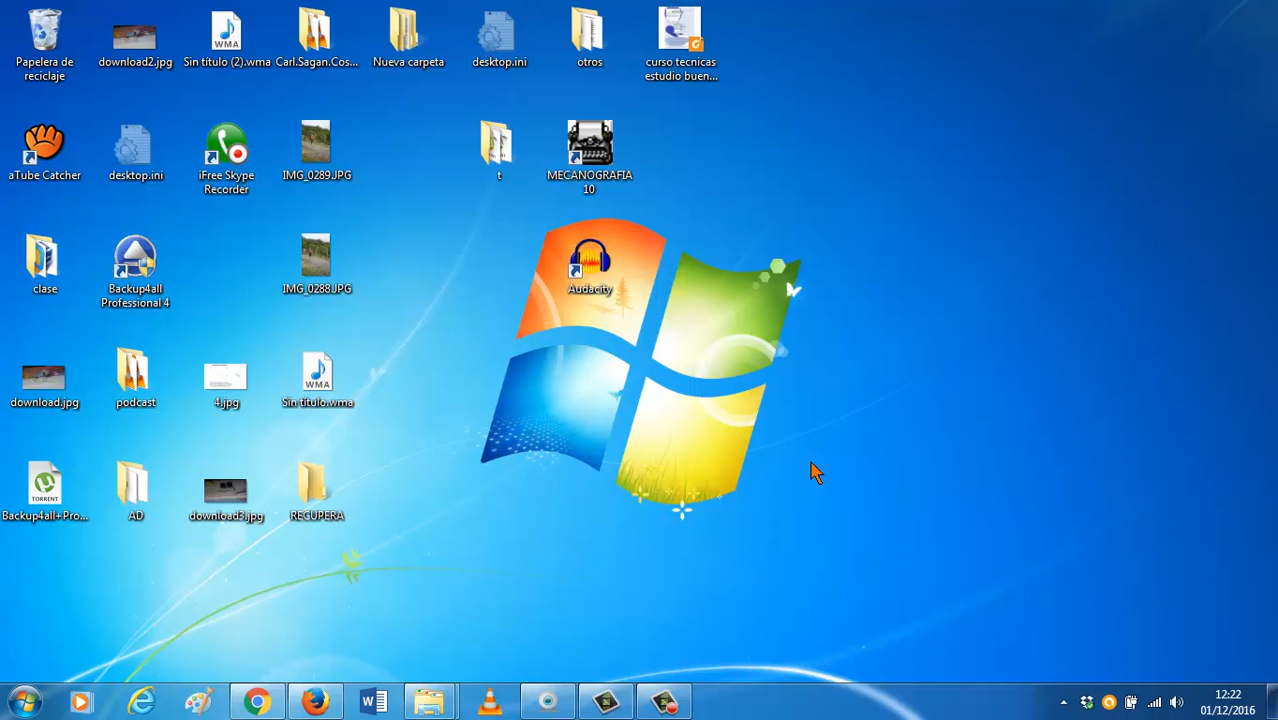 Papelera de
reciclaje
download2.jpg
Sin título (2).wma
Carl.Sagan.Cos...
Nueva carpeta
desktop.ini
otros
curso tecnicas
estudio buen...
aTube Catcher
desktop.ini
iFree Skype
Recorder
IMG_0289.JPG
t
MECANOGRAFIA
10
clase
Backup4all
Professional 4
IMG_0288.JPG
Audacity
download.jpg
podcast
4.jpg
WMA
Sin título.wma
WMA
TORRENT
Backup4all+Pro...
AD
download3.jpg
RECUPERA
12:22
01/12/2016